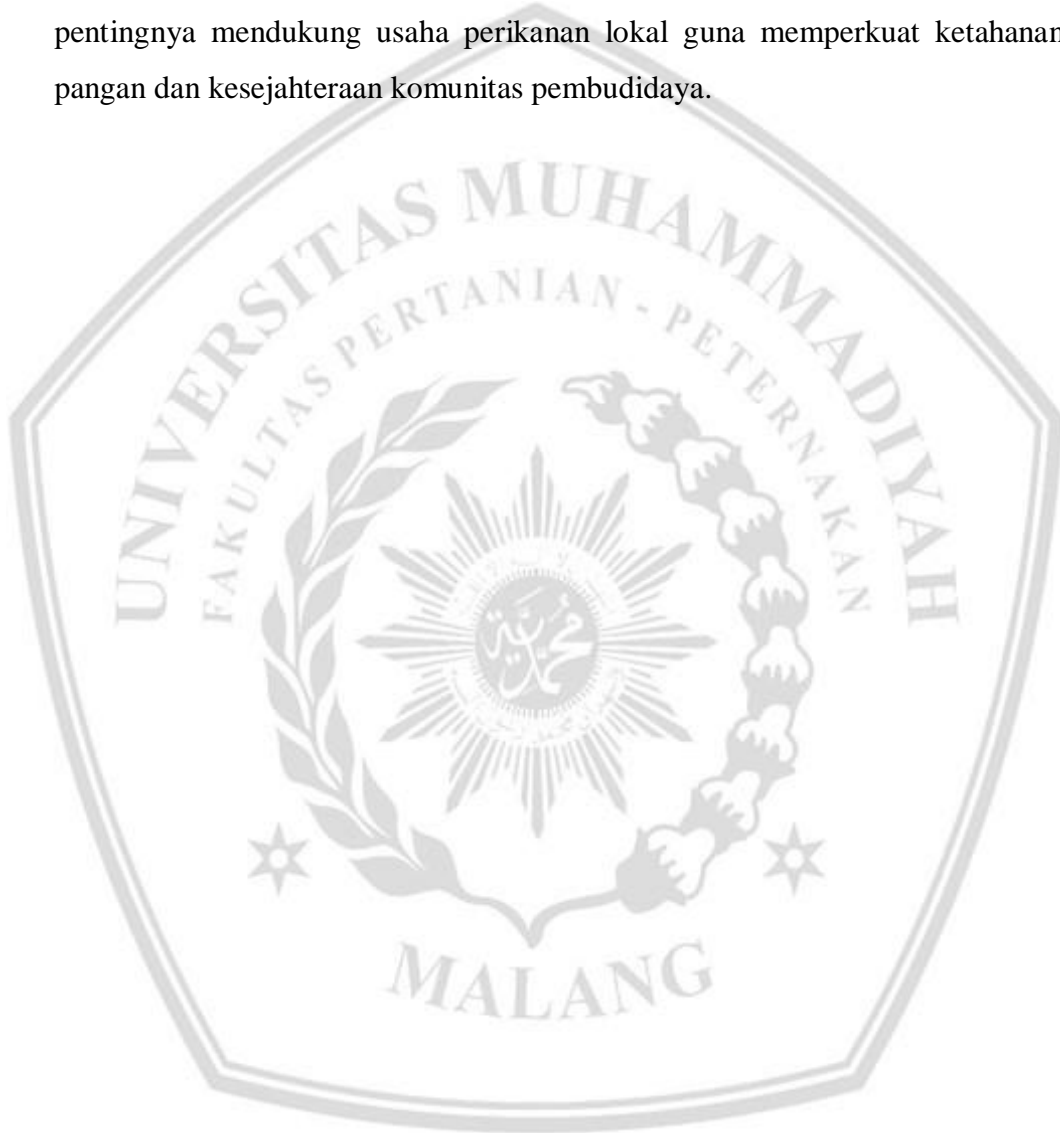 pentingnya mendukung usaha perikanan lokal guna memperkuat ketahanan
pangan dan kesejahteraan komunitas pembudidaya.
UNIVERSITAS MUHAMMADIYAH
FAKULTAS PERTANIAN - PETERNAKAN
MALANG